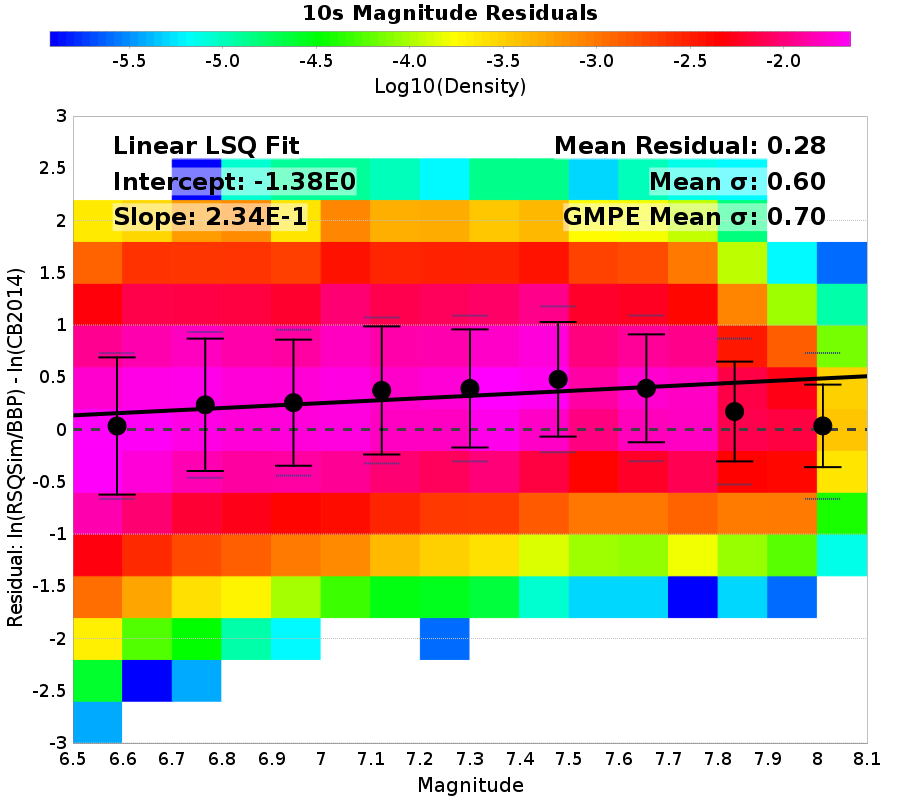 10s Magnitude Residuals
-5.5 -5.0 -4.5 -4.0 -3.5 -3.0 -2.5 -2.0
Log10(Density)
Linear LSQ Fit
Intercept: -1.38E0
Slope: 2.34E-1
Mean Residual: 0.28
Mean σ: 0.60
GMPE Mean σ: 0.70
Residual: ln(RSQSim/BBP) - ln(CB2014)
3
2.5
2
1.5
1
0.5
0
-0.5
-1
-1.5
-2
-2.5
-3
6.5 6.6 6.7 6.8 6.9 7 7.1 7.2 7.3 7.4 7.5 7.6 7.7 7.8 7.9 8 8.1
Magnitude